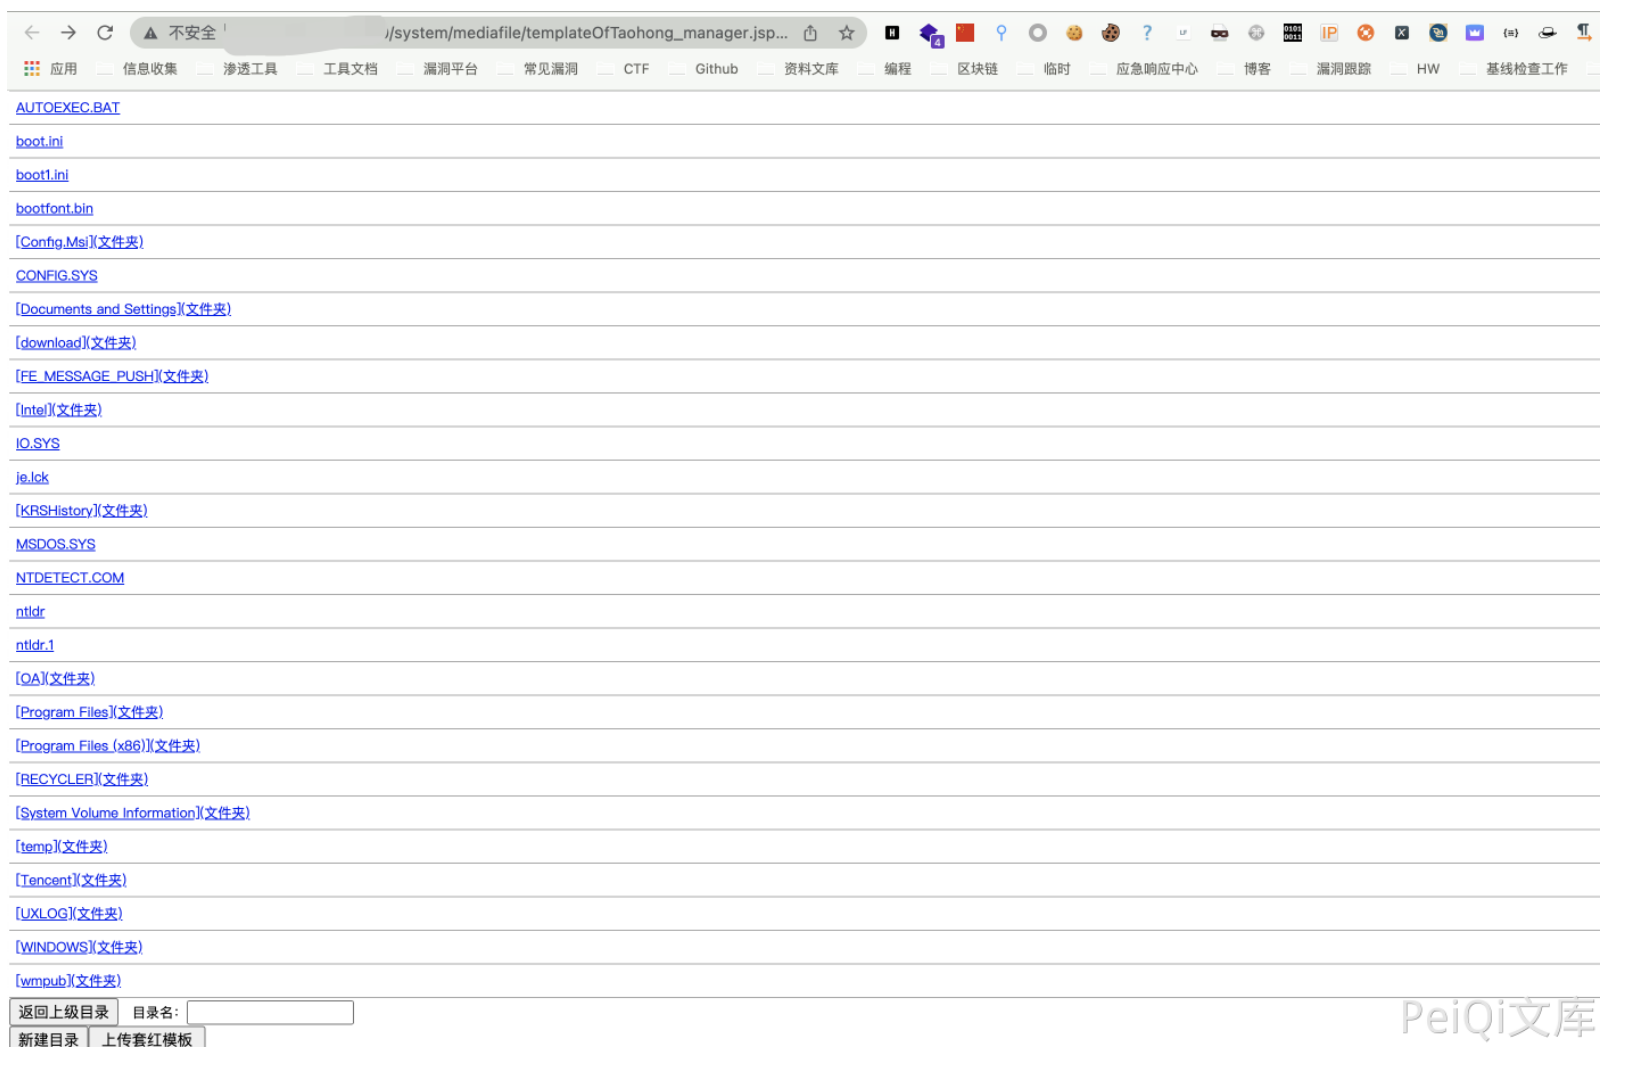 不安全 /system/mediafile/templateOfTaohong_manager.jsp...
应用 信息收集 渗透工具 工具文档 漏洞平台 常见漏洞 CTF Github 资料文库 编程 区块链 临时 应急响应中心 博客 漏洞跟踪 HW 基线检查工作
AUTOEXEC.BAT
boot.ini
boot1.ini
bootfont.bin
[Config.Msi](文件夹)
CONFIG.SYS
[Documents and Settings](文件夹)
[download](文件夹)
[FE_MESSAGE_PUSH](文件夹)
[Intel](文件夹)
IO.SYS
je.lck
[KRSHistory](文件夹)
MSDOS.SYS
NTDETECT.COM
ntldr
ntldr.1
[OA](文件夹)
[Program Files](文件夹)
[Program Files (x86)](文件夹)
[RECYCLER](文件夹)
[System Volume Information](文件夹)
[temp](文件夹)
[Tencent](文件夹)
[UXLOG](文件夹)
[WINDOWS](文件夹)
[wmpub](文件夹)
返回上级目录 目录名：
新建目录 上传套红模板
PeiQi文库